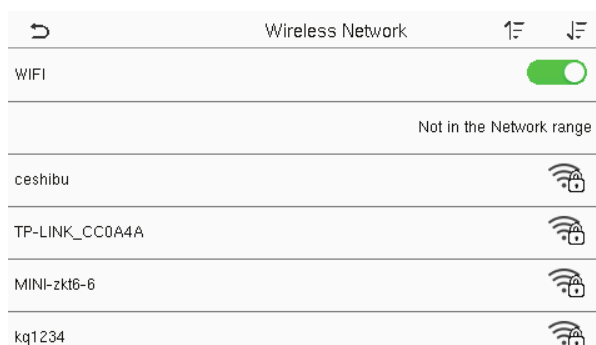 Wireless Network
WIFI
Not in the Network range
ceshibu
TP-LINK_CC0A4A
MINI-zkt6-6
kq1234